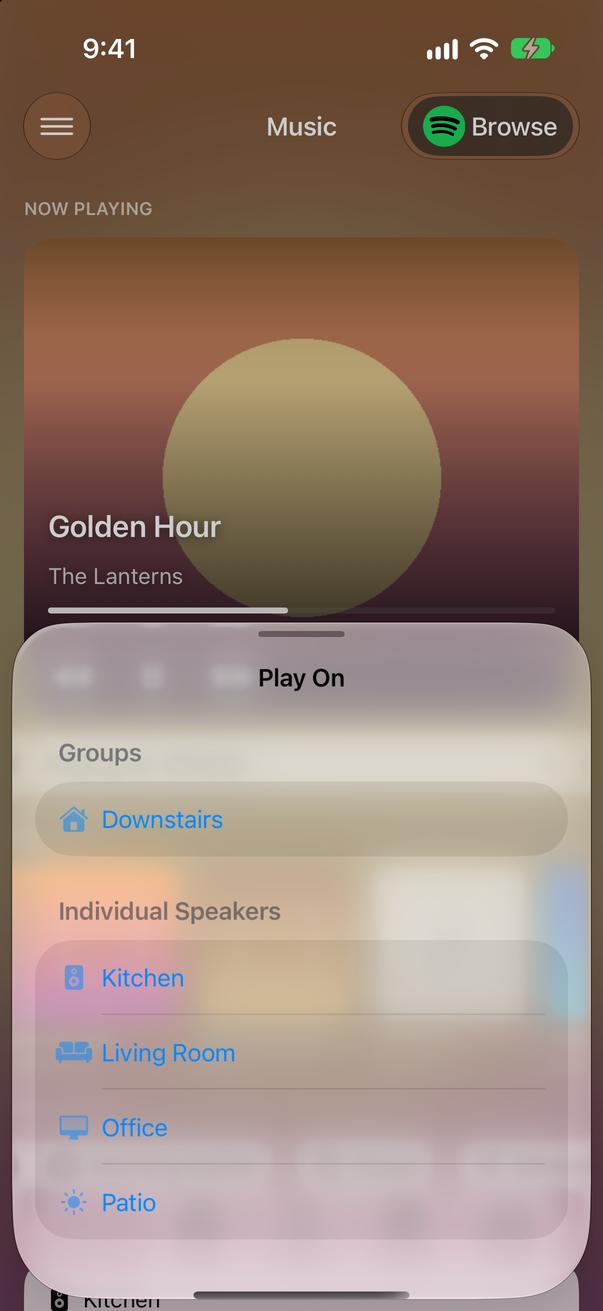 9:41
Music
Browse
NOW PLAYING
Golden Hour
The Lanterns
Play On
Groups
Downstairs
Individual Speakers
Kitchen
Living Room
Office
Patio
Kitchen